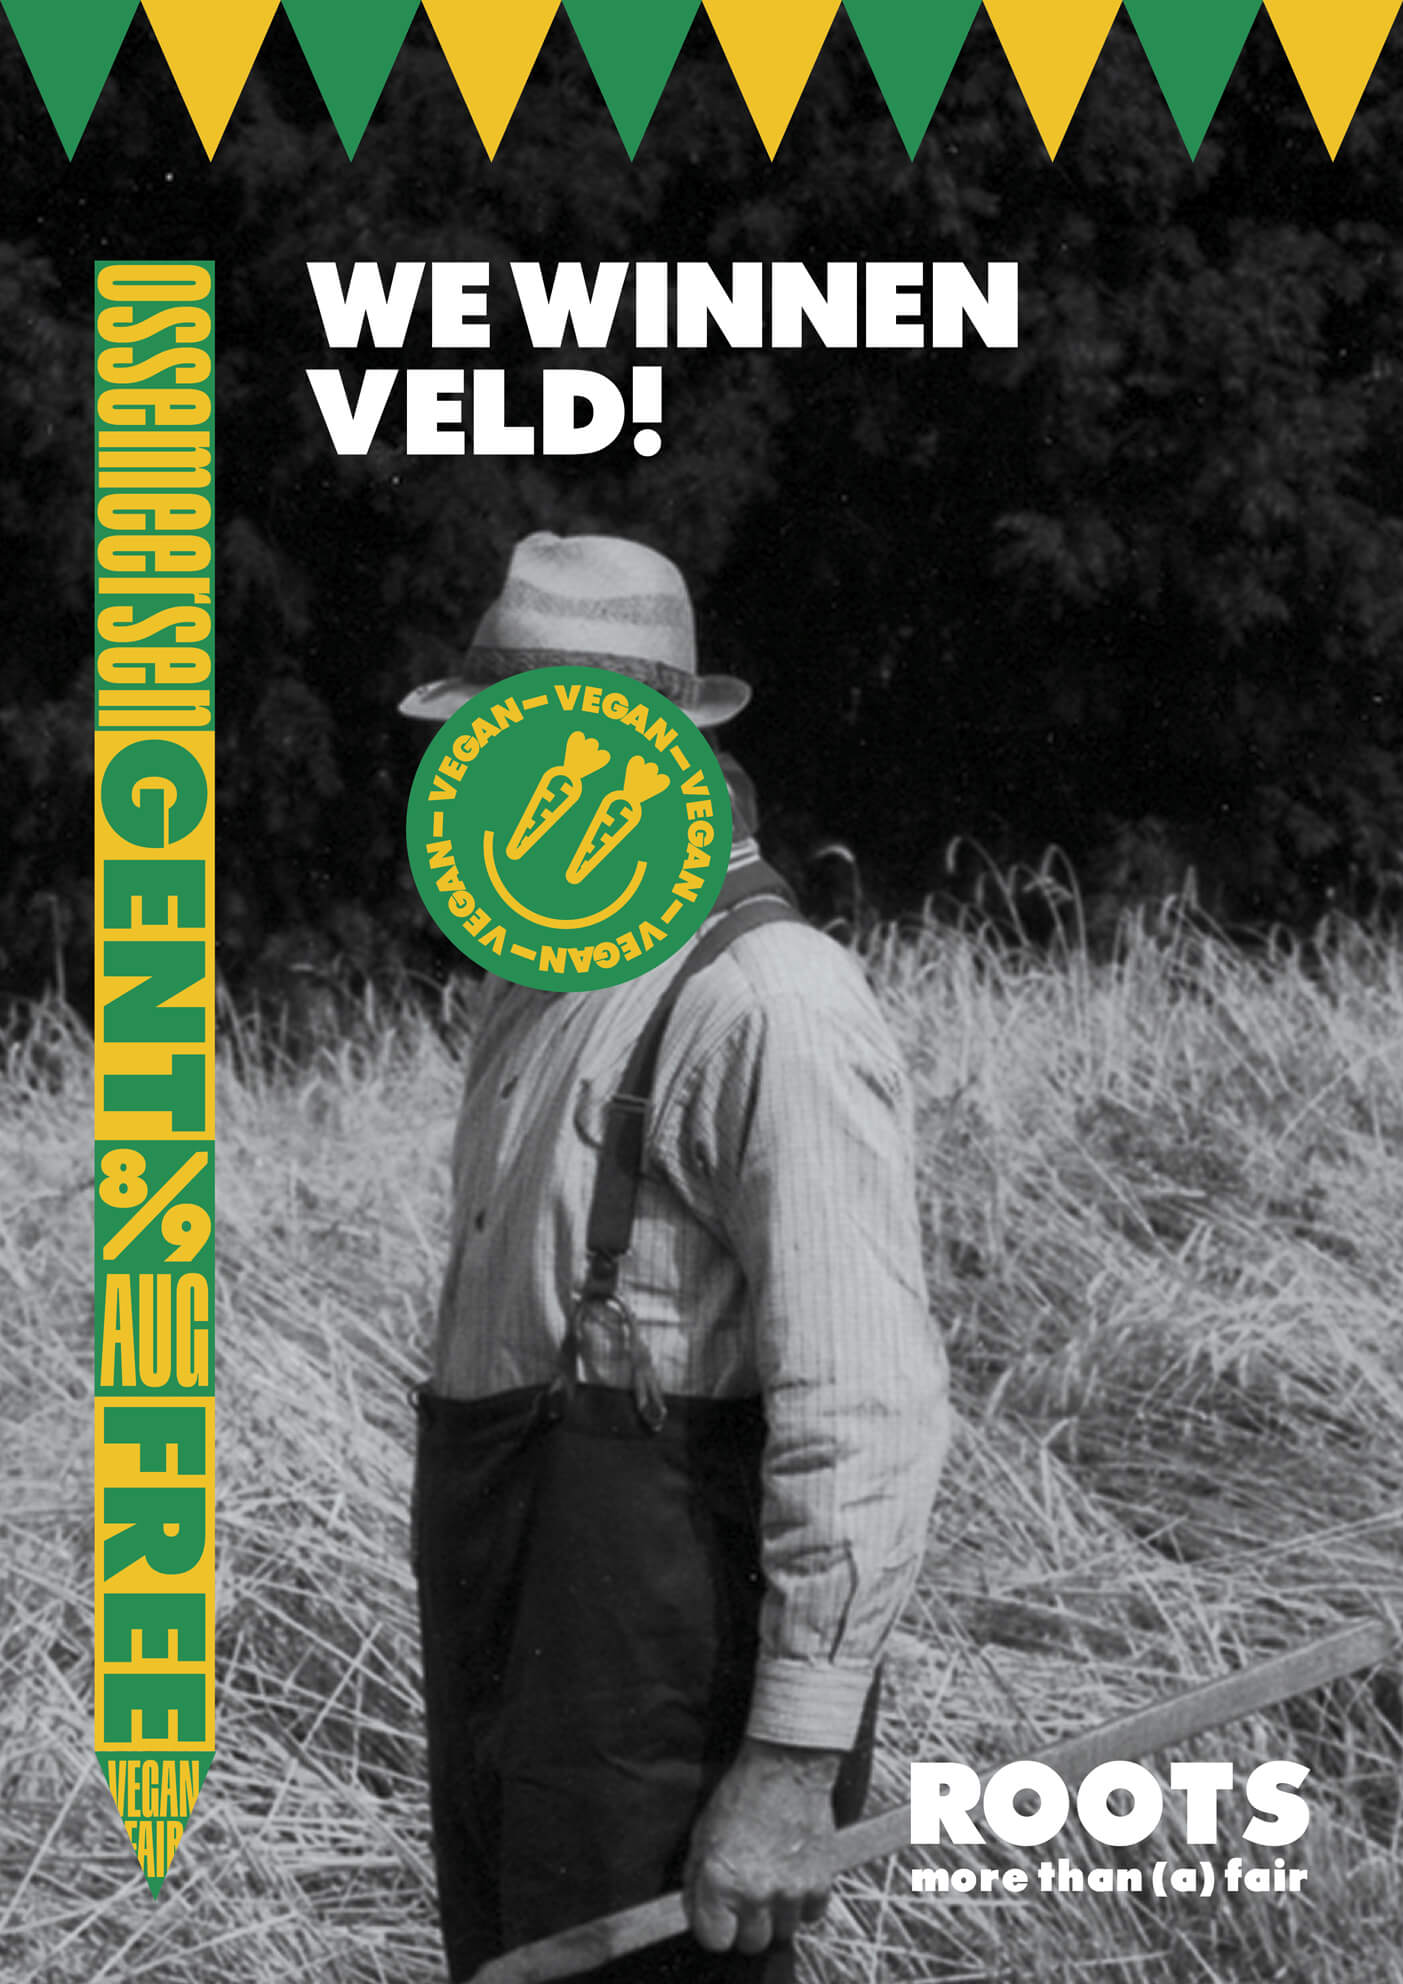 WE WINNEN
VELD!
ossemeersen
GENT
8/9
AUG
FREE
VEGAN
FAIR
VEGAN – VEGAN – VEGAN – VEGAN – VEGAN – VEGAN –
ROOTS
more than (a) fair